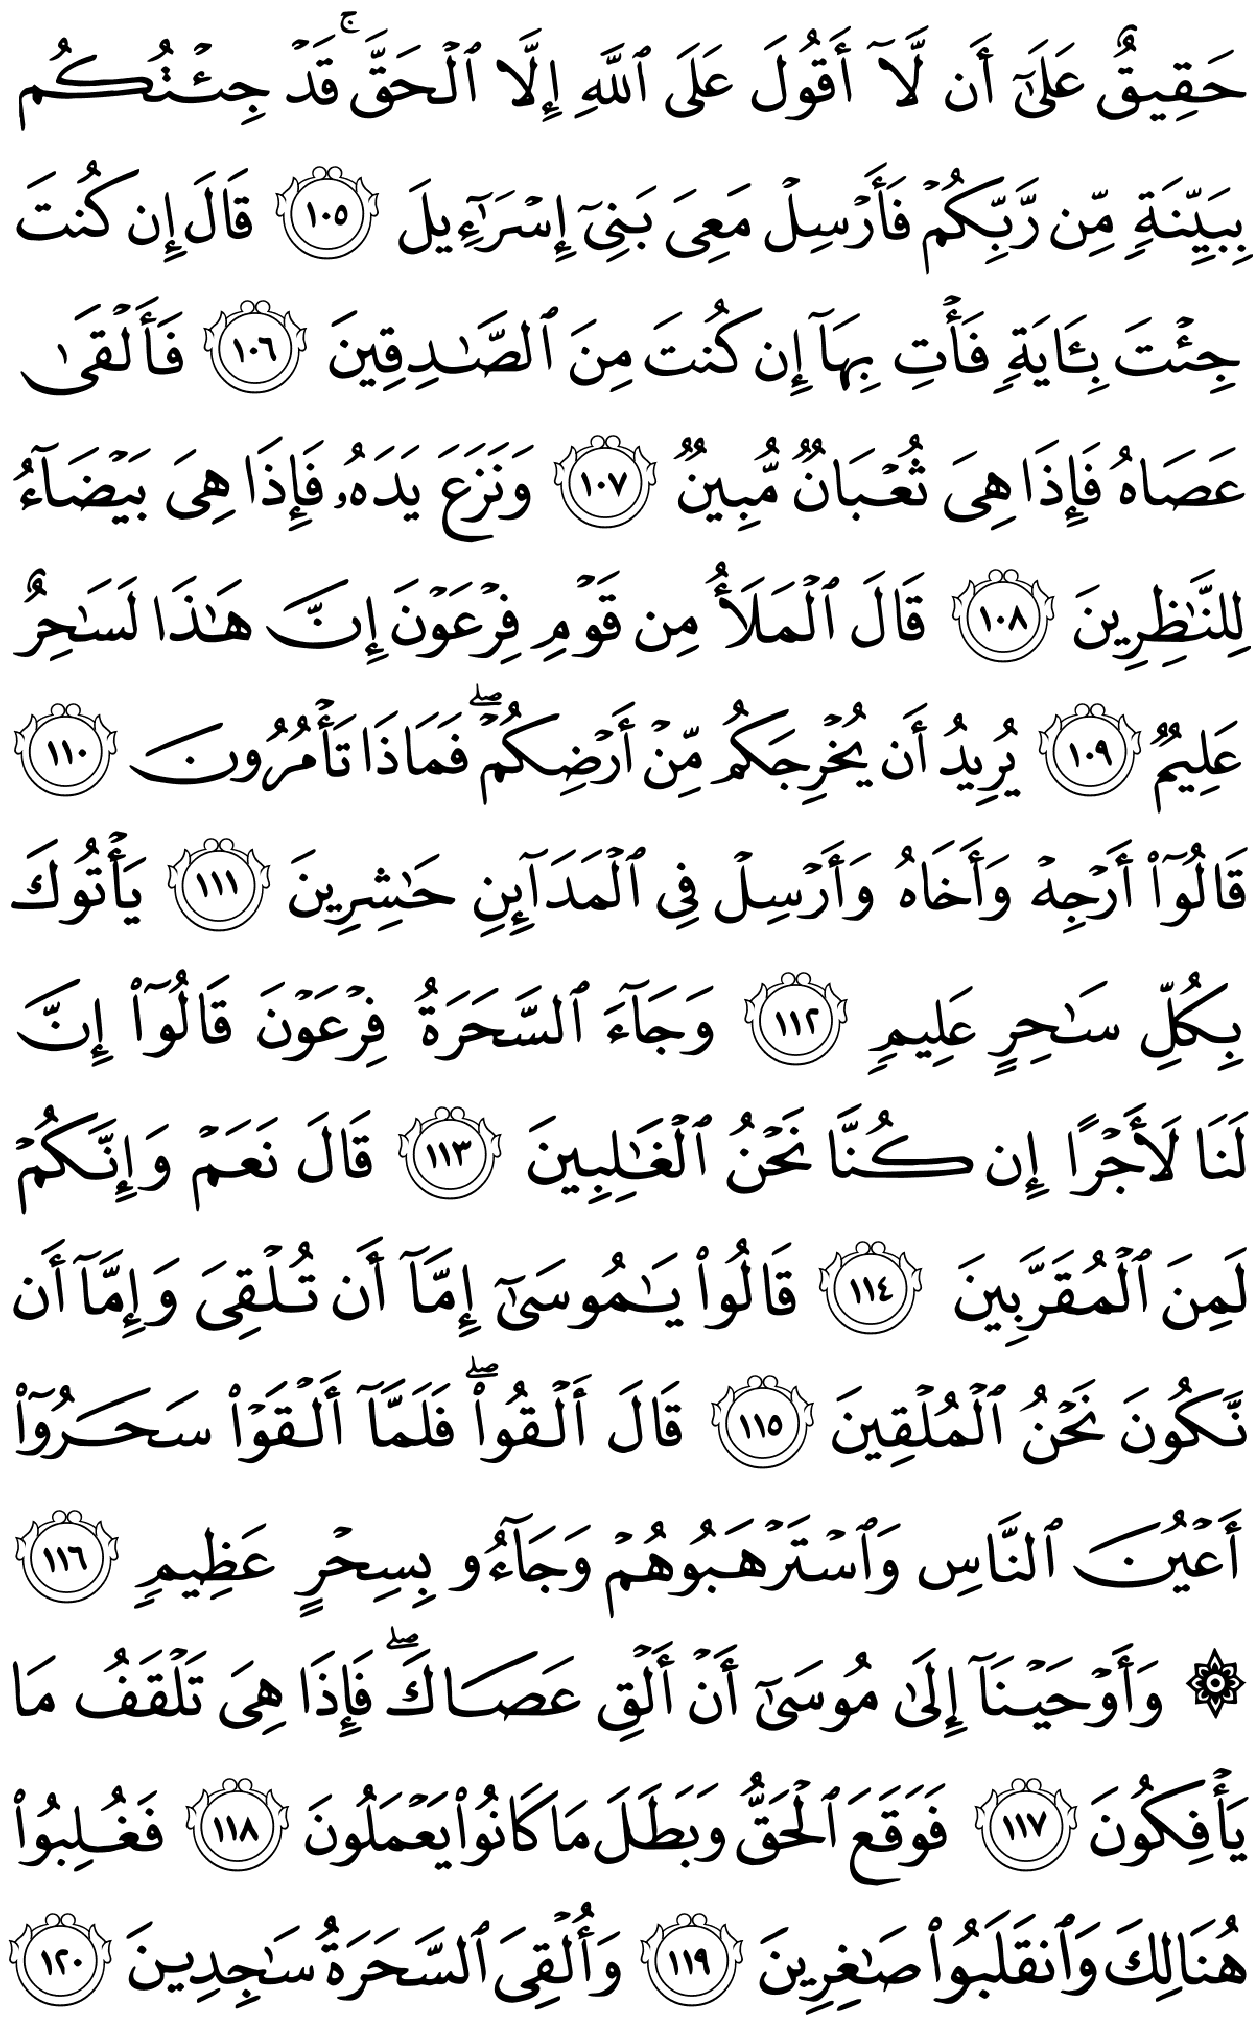 حَقِيقٌ عَلَىٰٓ أَن لَّآ أَقُولَ عَلَى ٱللَّهِ إِلَّا ٱلْحَقَّ ۚ قَدْ جِئْتُكُم
بِبَيِّنَةٍ مِّن رَّبِّكُمْ فَأَرْسِلْ مَعِىَ بَنِىٓ إِسْرَٰٓءِيلَ ١٠٥ قَالَ إِن كُنتَ
جِئْتَ بِـَٔايَةٍ فَأْتِ بِهَآ إِن كُنتَ مِنَ ٱلصَّـٰدِقِينَ ١٠٦ فَأَلْقَىٰ
عَصَاهُ فَإِذَا هِىَ ثُعْبَانٌ مُّبِينٌ ١٠٧ وَنَزَعَ يَدَهُۥ فَإِذَا هِىَ بَيْضَآءُ
لِلنَّـٰظِرِينَ ١٠٨ قَالَ ٱلْمَلَأُ مِن قَوْمِ فِرْعَوْنَ إِنَّ هَـٰذَا لَسَـٰحِرٌ
عَلِيمٌ ١٠٩ يُرِيدُ أَن يُخْرِجَكُم مِّنْ أَرْضِكُمْ ۖ فَمَاذَا تَأْمُرُونَ ١١٠
قَالُوٓا۟ أَرْجِهْ وَأَخَاهُ وَأَرْسِلْ فِى ٱلْمَدَآئِنِ حَـٰشِرِينَ ١١١ يَأْتُوكَ
بِكُلِّ سَـٰحِرٍ عَلِيمٍ ١١٢ وَجَآءَ ٱلسَّحَرَةُ فِرْعَوْنَ قَالُوٓا۟ إِنَّ
لَنَا لَأَجْرًا إِن كُنَّا نَحْنُ ٱلْغَـٰلِبِينَ ١١٣ قَالَ نَعَمْ وَإِنَّكُمْ
لَمِنَ ٱلْمُقَرَّبِينَ ١١٤ قَالُوا۟ يَـٰمُوسَىٰٓ إِمَّآ أَن تُلْقِىَ وَإِمَّآ أَن
نَّكُونَ نَحْنُ ٱلْمُلْقِينَ ١١٥ قَالَ أَلْقُوا۟ ۖ فَلَمَّآ أَلْقَوْا۟ سَحَرُوٓا۟
أَعْيُنَ ٱلنَّاسِ وَٱسْتَرْهَبُوهُمْ وَجَآءُو بِسِحْرٍ عَظِيمٍ ١١٦
۞ وَأَوْحَيْنَآ إِلَىٰ مُوسَىٰٓ أَنْ أَلْقِ عَصَاكَ ۖ فَإِذَا هِىَ تَلْقَفُ مَا
يَأْفِكُونَ ١١٧ فَوَقَعَ ٱلْحَقُّ وَبَطَلَ مَا كَانُوا۟ يَعْمَلُونَ ١١٨ فَغُلِبُوا۟
هُنَالِكَ وَٱنقَلَبُوا۟ صَـٰغِرِينَ ١١٩ وَأُلْقِىَ ٱلسَّحَرَةُ سَـٰجِدِينَ ١٢٠